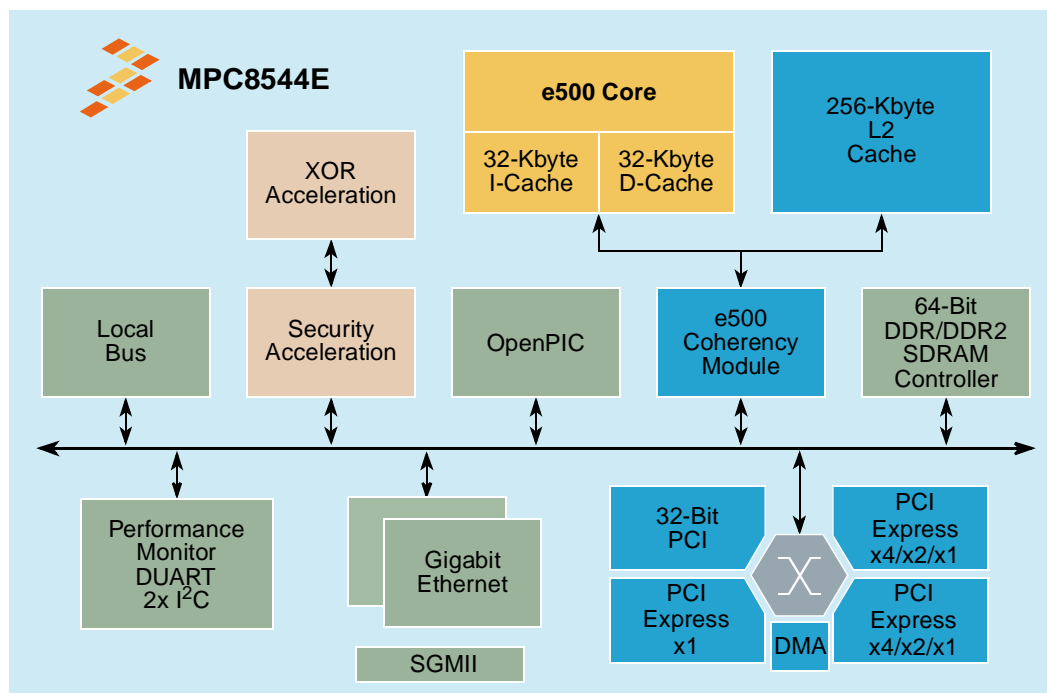 MPC8544E
e500 Core
32-Kbyte
I-Cache
32-Kbyte
D-Cache
256-Kbyte
L2
Cache
XOR
Acceleration
Local
Bus
Security
Acceleration
OpenPIC
e500
Coherency
Module
64-Bit
DDR/DDR2
SDRAM
Controller
Performance
Monitor
DUART
2x I²C
Gigabit
Ethernet
SGMII
32-Bit
PCI
PCI
Express
x4/x2/x1
PCI
Express
x1
DMA
PCI
Express
x4/x2/x1